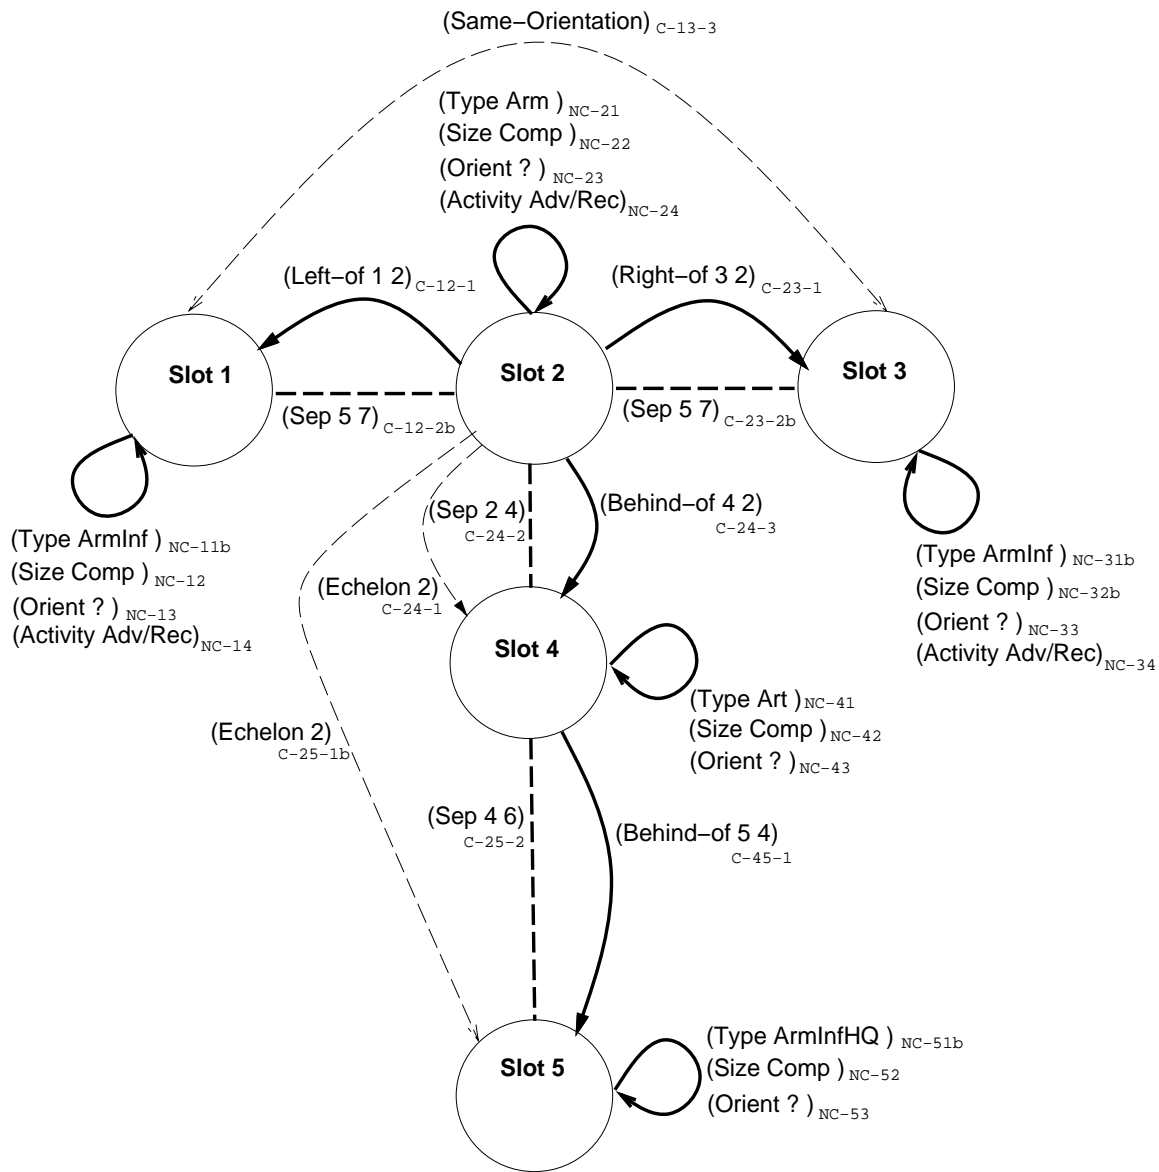 (Same−Orientation) C−13−3
(Type Arm ) NC−21
(Size Comp ) NC−22
(Orient ? ) NC−23
(Activity Adv/Rec) NC−24
(Left−of 1 2) C−12−1
(Right−of 3 2) C−23−1
Slot 1
Slot 2
Slot 3
(Sep 5 7) C−12−2b
(Sep 5 7) C−23−2b
(Type ArmInf ) NC−11b
(Size Comp ) NC−12
(Orient ? ) NC−13
(Activity Adv/Rec) NC−14
(Sep 2 4)
C−24−2
(Behind−of 4 2)
C−24−3
(Echelon 2)
C−24−1
(Type ArmInf ) NC−31b
(Size Comp ) NC−32b
(Orient ? ) NC−33
(Activity Adv/Rec) NC−34
Slot 4
(Type Art ) NC−41
(Size Comp ) NC−42
(Orient ? ) NC−43
(Echelon 2)
C−25−1b
(Sep 4 6)
C−25−2
(Behind−of 5 4)
C−45−1
Slot 5
(Type ArmInfHQ ) NC−51b
(Size Comp ) NC−52
(Orient ? ) NC−53